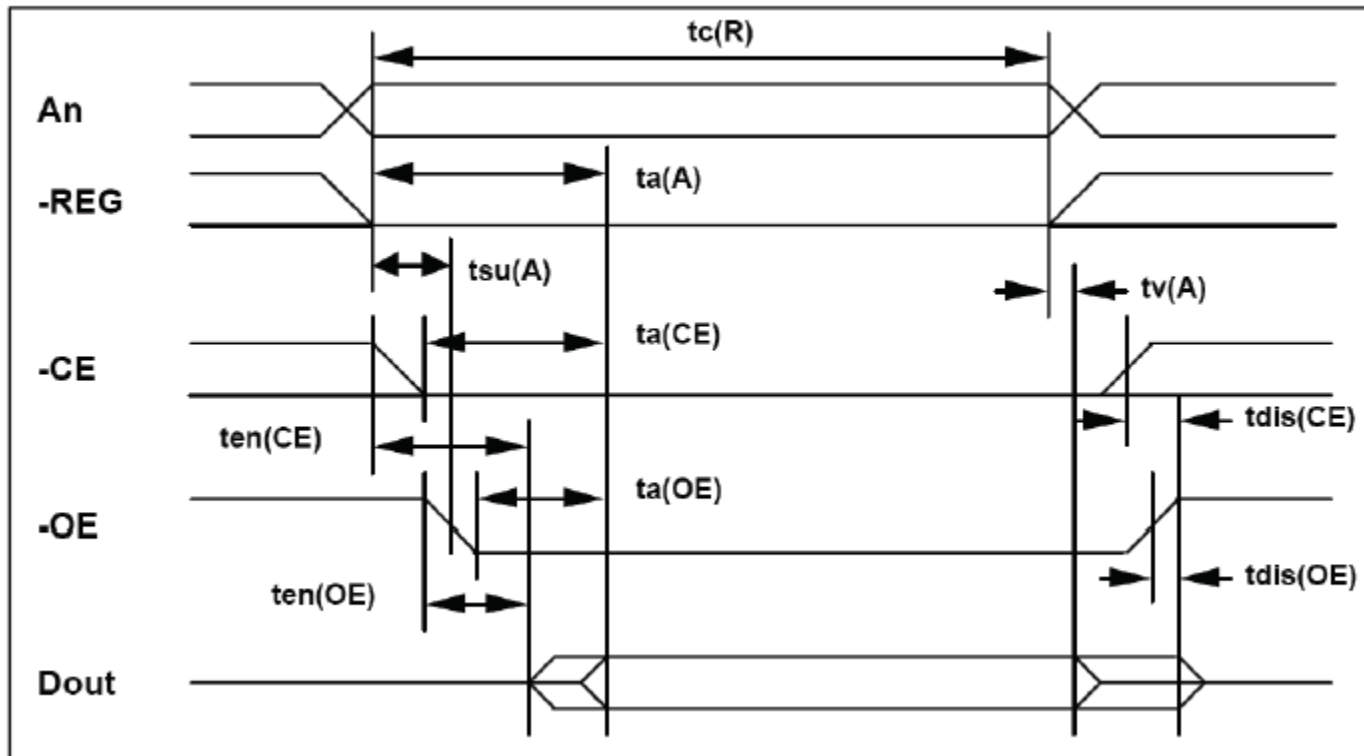 tc(R)
An
ta(A)
-REG
tsu(A)
tv(A)
ta(CE)
-CE
tdis(CE)
ten(CE)
ta(OE)
-OE
tdis(OE)
ten(OE)
Dout